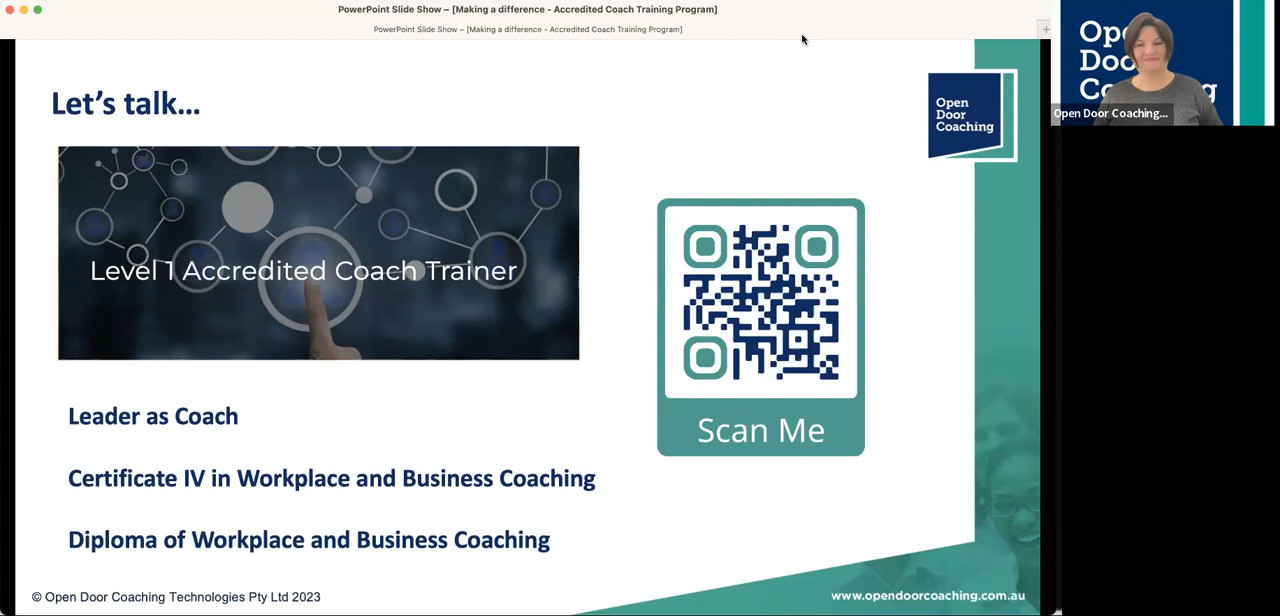 PowerPoint Slide Show – [Making a difference - Accredited Coach Training Program]
PowerPoint Slide Show – [Making a difference - Accredited Coach Training Program]
Let's talk...
Open
Door
Coaching
Level 1 Accredited Coach Trainer
Scan Me
Leader as Coach
Certificate IV in Workplace and Business Coaching
Diploma of Workplace and Business Coaching
© Open Door Coaching Technologies Pty Ltd 2023
www.opendoorcoaching.com.au
Open Door Coaching...